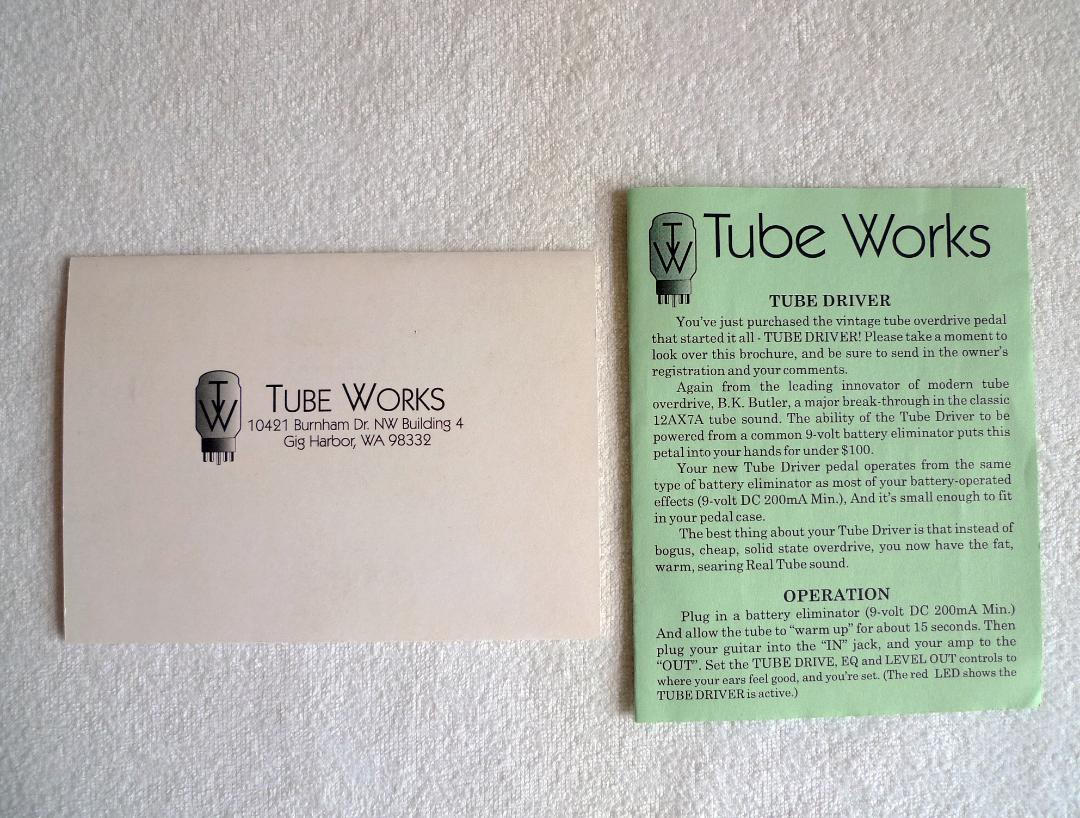 TW
TUBE WORKS
10421 Burnham Dr. NW Building 4
Gig Harbor, WA 98332
TW
Tube Works
TUBE DRIVER
You've just purchased the vintage tube overdrive pedal
that started it all - TUBE DRIVER! Please take a moment to
look over this brochure, and be sure to send in the owner's
registration and your comments.
Again from the leading innovator of modern tube
overdrive, B.K. Butler, a major break-through in the classic
12AX7A tube sound. The ability of the Tube Driver to be
powered from a common 9-volt battery eliminator puts this
petal into your hands for under $100.
Your new Tube Driver pedal operates from the same
type of battery eliminator as most of your battery-operated
effects (9-volt DC 200mA Min.), And it's small enough to fit
in your pedal case.
The best thing about your Tube Driver is that instead of
bogus, cheap, solid state overdrive, you now have the fat,
warm, searing Real Tube sound.
OPERATION
Plug in a battery eliminator (9-volt DC 200mA Min.)
And allow the tube to “warm up” for about 15 seconds. Then
plug your guitar into the “IN” jack, and your amp to the
“OUT”. Set the TUBE DRIVE, EQ and LEVEL OUT controls to
where your ears feel good, and you're set. (The red LED shows the
TUBE DRIVER is active.)